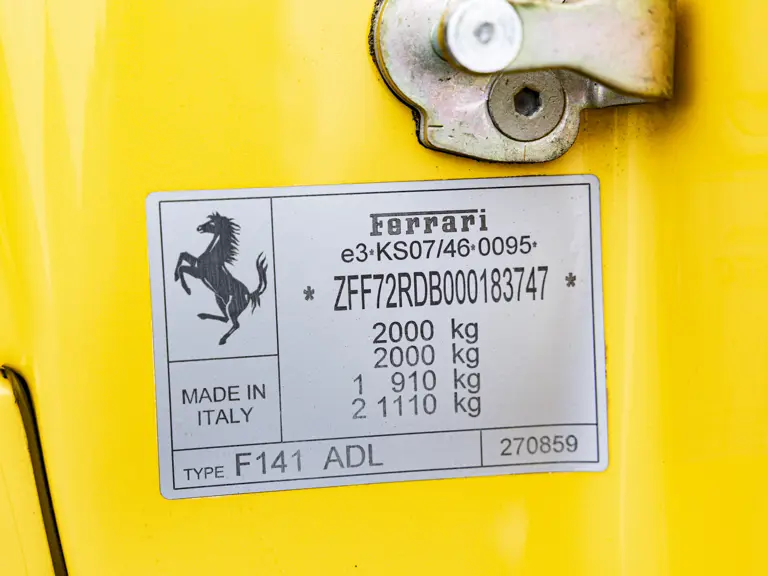 Ferrari
e3*KS07/46*0095*
* ZFF72RDB000183747 *
2000 kg
2000 kg
1 910 kg
2 1110 kg
MADE IN
ITALY
TYPE F141 ADL
270859